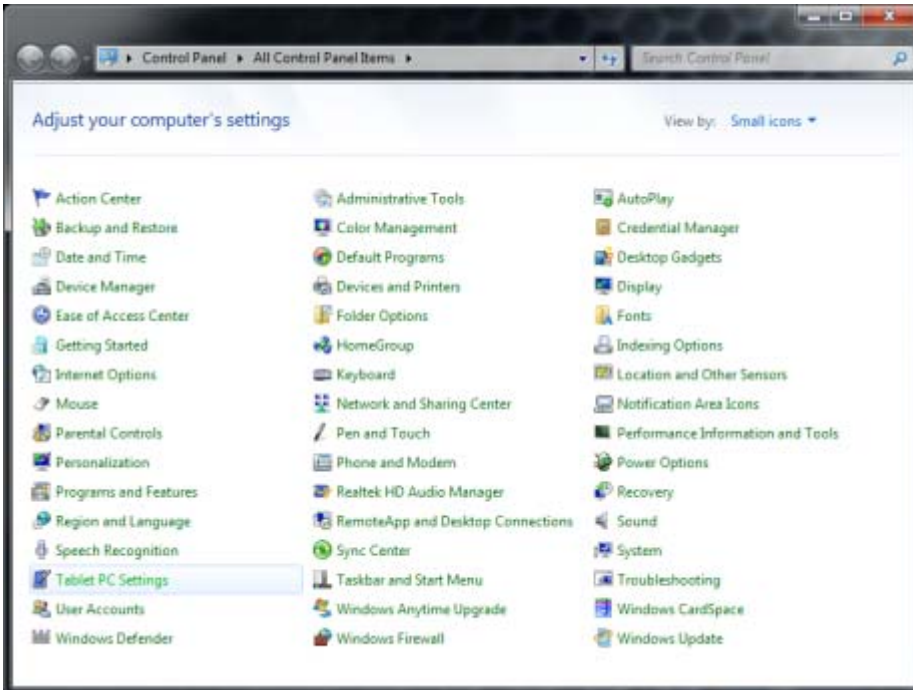 Control Panel ▸ All Control Panel Items ▸ Search Control Panel
Adjust your computer's settings View by: Small icons
Action Center Administrative Tools AutoPlay
Backup and Restore Color Management Credential Manager
Date and Time Default Programs Desktop Gadgets
Device Manager Devices and Printers Display
Ease of Access Center Folder Options Fonts
Getting Started HomeGroup Indexing Options
Internet Options Keyboard Location and Other Sensors
Mouse Network and Sharing Center Notification Area Icons
Parental Controls Pen and Touch Performance Information and Tools
Personalization Phone and Modem Power Options
Programs and Features Realtek HD Audio Manager Recovery
Region and Language RemoteApp and Desktop Connections Sound
Speech Recognition Sync Center System
Tablet PC Settings Taskbar and Start Menu Troubleshooting
User Accounts Windows Anytime Upgrade Windows CardSpace
Windows Defender Windows Firewall Windows Update